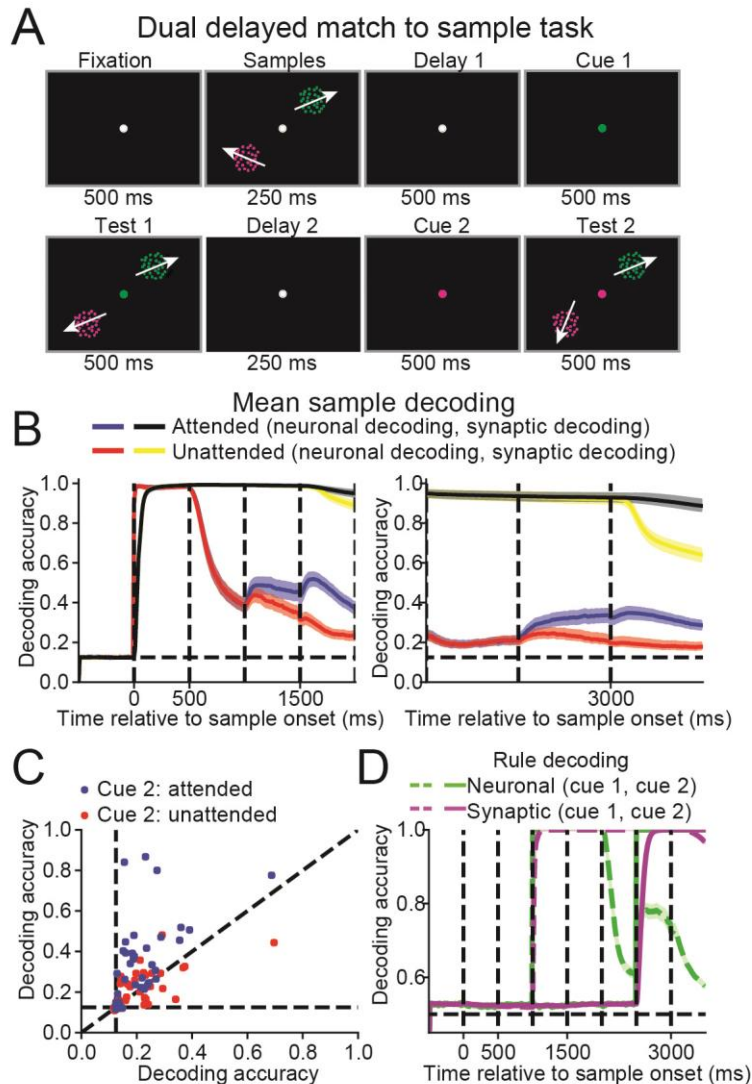 A Dual delayed match to sample task
Fixation Samples Delay 1 Cue 1
500 ms 250 ms 500 ms 500 ms
Test 1 Delay 2 Cue 2 Test 2
500 ms 250 ms 500 ms 500 ms
Mean sample decoding
B Attended (neuronal decoding, synaptic decoding)
Unattended (neuronal decoding, synaptic decoding)
Decoding accuracy
1.0
0.8
0.6
0.4
0.2
0.0
0 500 1500
Time relative to sample onset (ms)
Decoding accuracy
1.0
0.8
0.6
0.4
0.2
0.0
3000
Time relative to sample onset (ms)
C Cue 2: attended
Cue 2: unattended
Decoding accuracy
1.0
0.8
0.6
0.4
0.2
0.0
0.0 0.2 0.4 0.6 0.8 1.0
Decoding accuracy
D Rule decoding
Neuronal (cue 1, cue 2)
Synaptic (cue 1, cue 2)
Decoding accuracy
1.0
0.8
0.6
0 500 1500 3000
Time relative to sample onset (ms)